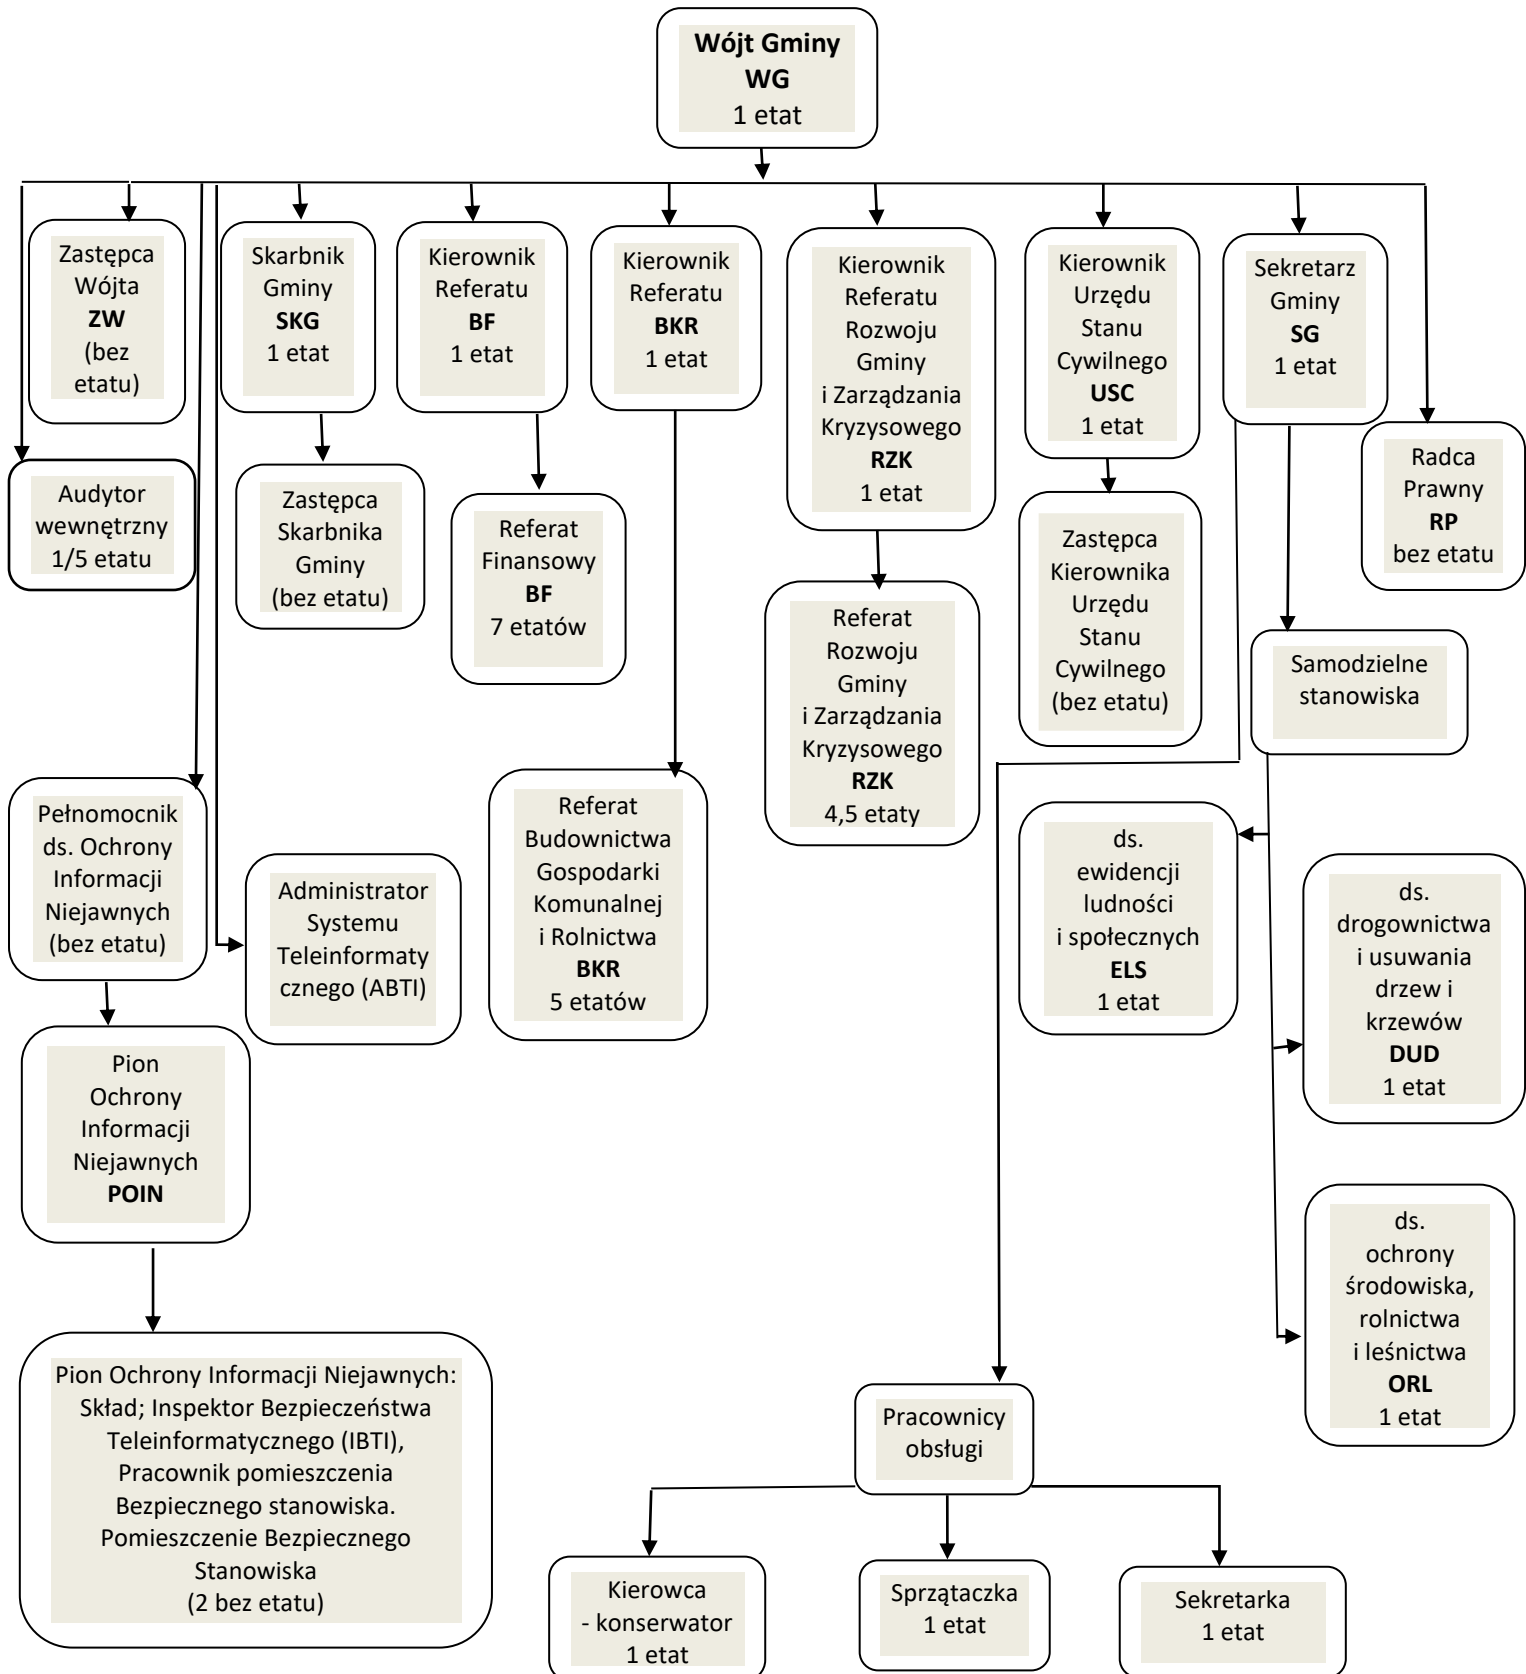 Wójt Gminy
WG
1 etat
Zastępca
Wójta
ZW
(bez
etatu)
Skarbnik
Gminy
SKG
1 etat
Kierownik
Referatu
BF
1 etat
Kierownik
Referatu
BKR
1 etat
Kierownik
Referatu
Rozwoju
Gminy
i Zarządzania
Kryzysowego
RZK
1 etat
Kierownik
Urzędu
Stanu
Cywilnego
USC
1 etat
Sekretarz
Gminy
SG
1 etat
Radca
Prawny
RP
bez etatu
Audytor
wewnętrzny
1/5 etatu
Zastępca
Skarbnika
Gminy
(bez etatu)
Referat
Finansowy
BF
7 etatów
Referat
Rozwoju
Gminy
i Zarządzania
Kryzysowego
RZK
4,5 etaty
Zastępca
Kierownika
Urzędu
Stanu
Cywilnego
(bez etatu)
Samodzielne
stanowiska
Pełnomocnik
ds. Ochrony
Informacji
Niejawnych
(bez etatu)
Administrator
Systemu
Teleinformaty
cznego (ABTI)
Referat
Budownictwa
Gospodarki
Komunalnej
i Rolnictwa
BKR
5 etatów
ds.
ewidencji
ludności
i społecznych
ELS
1 etat
ds.
drogownictwa
i usuwania
drzew i
krzewów
DUD
1 etat
Pion
Ochrony
Informacji
Niejawnych
POIN
ds.
ochrony
środowiska,
rolnictwa
i leśnictwa
ORL
1 etat
Pion Ochrony Informacji Niejawnych:
Skład; Inspektor Bezpieczeństwa
Teleinformatycznego (IBTI),
Pracownik pomieszczenia
Bezpiecznego stanowiska.
Pomieszczenie Bezpiecznego
Stanowiska
(2 bez etatu)
Pracownicy
obsługi
Kierowca
- konserwator
1 etat
Sprzątaczka
1 etat
Sekretarka
1 etat